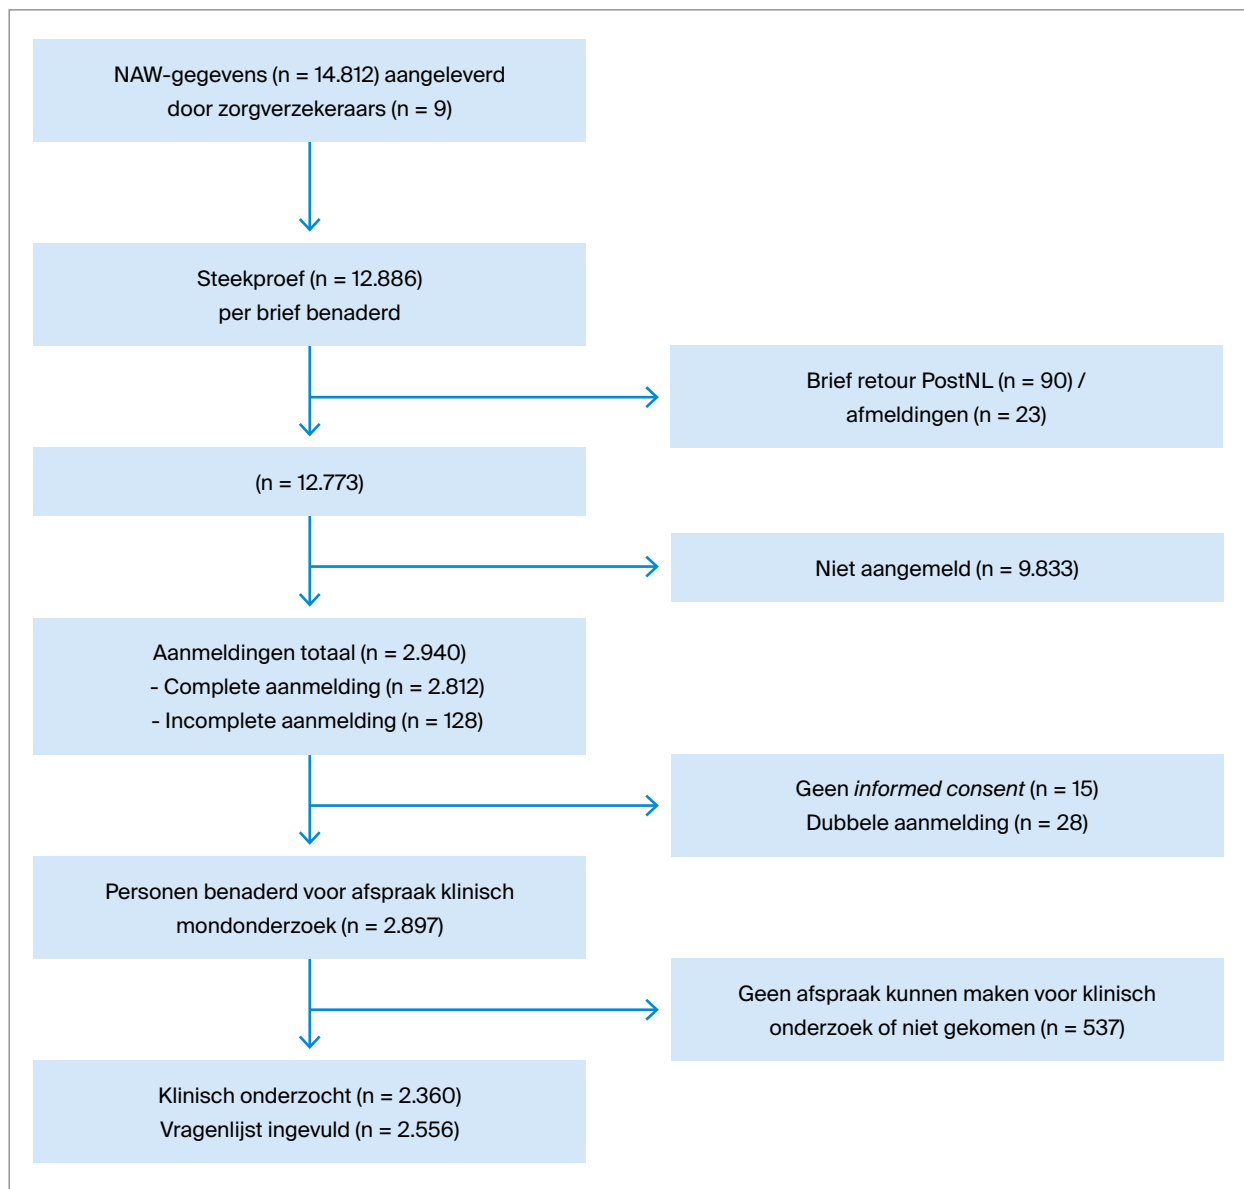 NAW-gegevens (n = 14.812) aangeleverd
door zorgverzekeraars (n = 9)
Steekproef (n = 12.886)
per brief benaderd
Brief retour PostNL (n = 90) /
afmeldingen (n = 23)
(n = 12.773)
Niet aangemeld (n = 9.833)
Aanmeldingen totaal (n = 2.940)
- Complete aanmelding (n = 2.812)
- Incomplete aanmelding (n = 128)
Geen informed consent (n = 15)
Dubbele aanmelding (n = 28)
Personen benaderd voor afspraak klinisch
mondonderzoek (n = 2.897)
Geen afspraak kunnen maken voor klinisch
onderzoek of niet gekomen (n = 537)
Klinisch onderzocht (n = 2.360)
Vragenlijst ingevuld (n = 2.556)